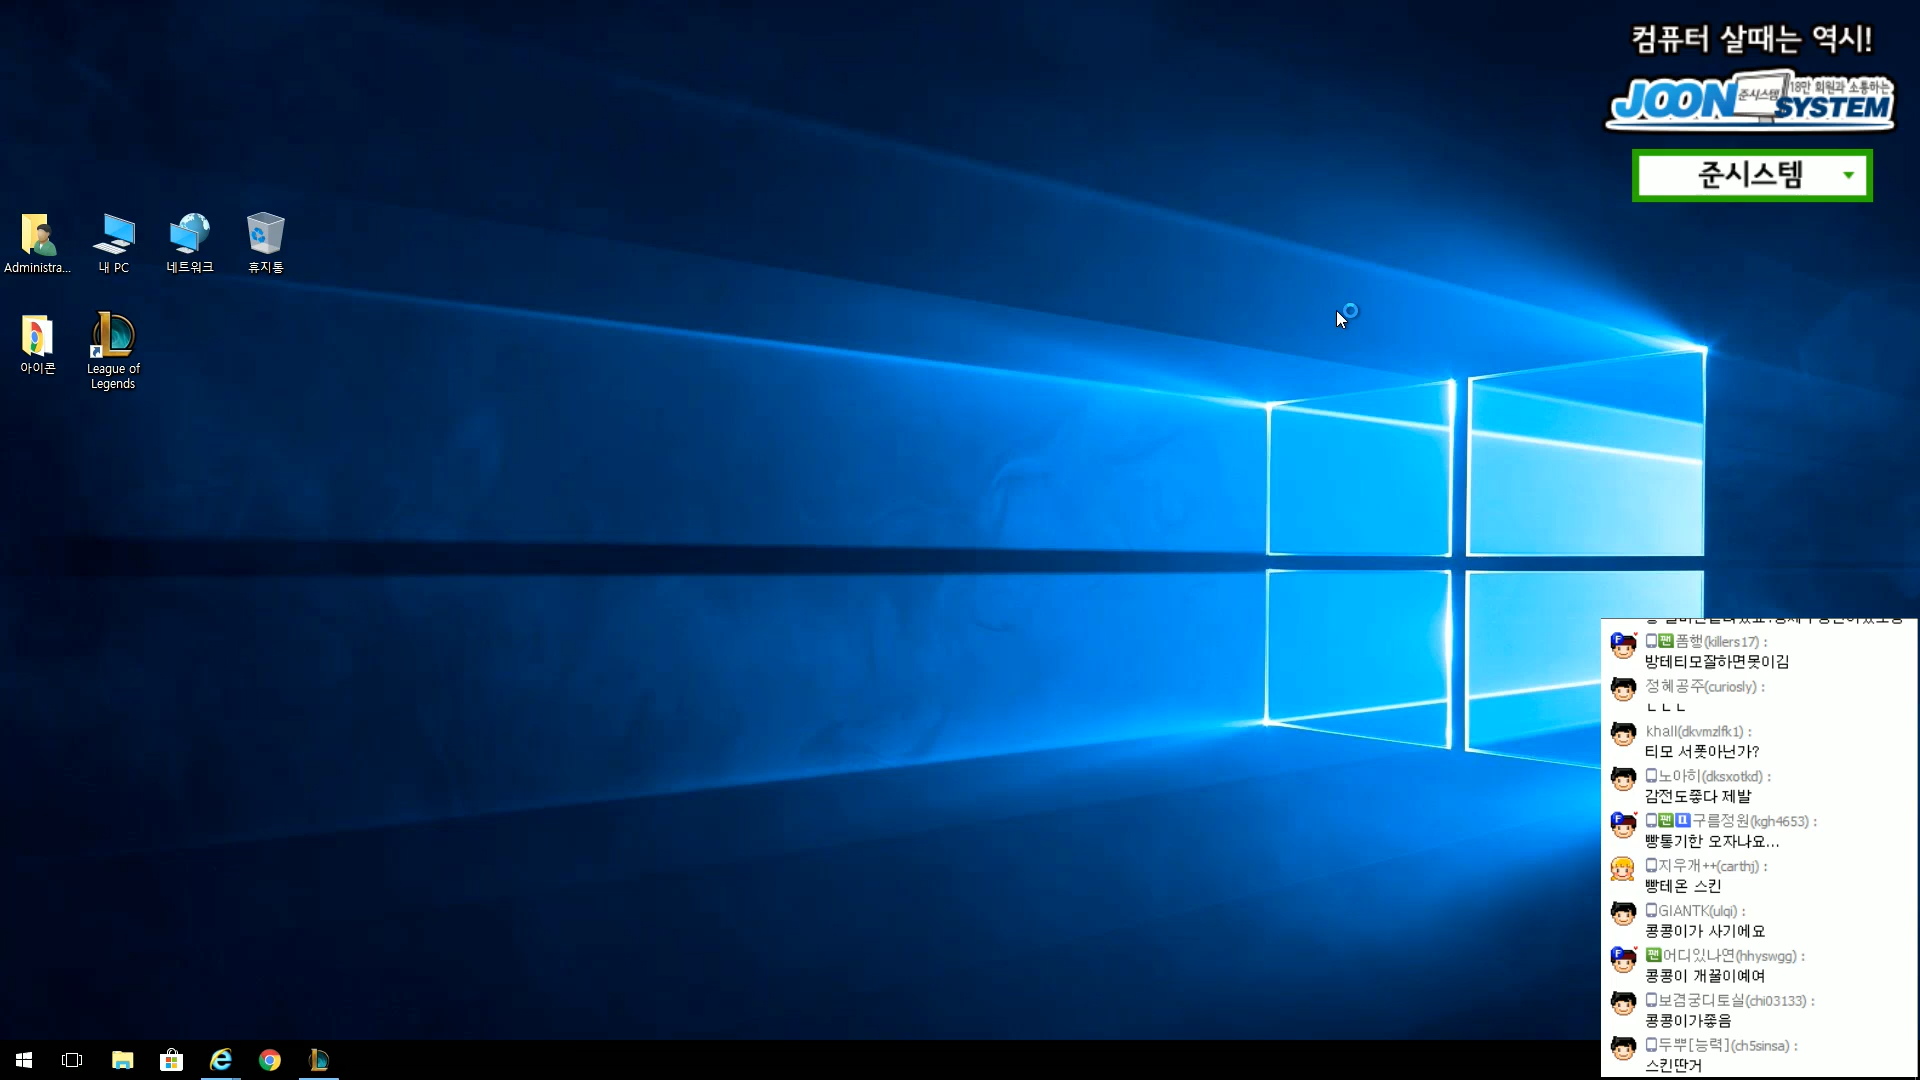 컴퓨터 살때는 역시!
18만 회원과 소통하는
JOON 준시스템 SYSTEM
준시스템
Administra...
내 PC
네트워크
휴지통
아이콘
League of
Legends
팬폼행(killers17) :
방테티모잘하면못이김
정혜공주(curiosly) :
ㄴㄴㄴ
khall(dkvmzlfk1) :
티모 서폿아닌가?
노아히(dksxotkd) :
감전도좋다 제발
팬구름정원(kgh4653) :
빵통기한 오자나요...
지우개++(carthj) :
빵테온 스킨
GIANTK(ulqi) :
콩콩이가 사기에요
팬어디있나연(hhyswgg) :
콩콩이 개꿀이예여
보겸궁디토실(chi03133) :
콩콩이가좋음
두뿌[능력](ch5sinsa) :
스킨딴거